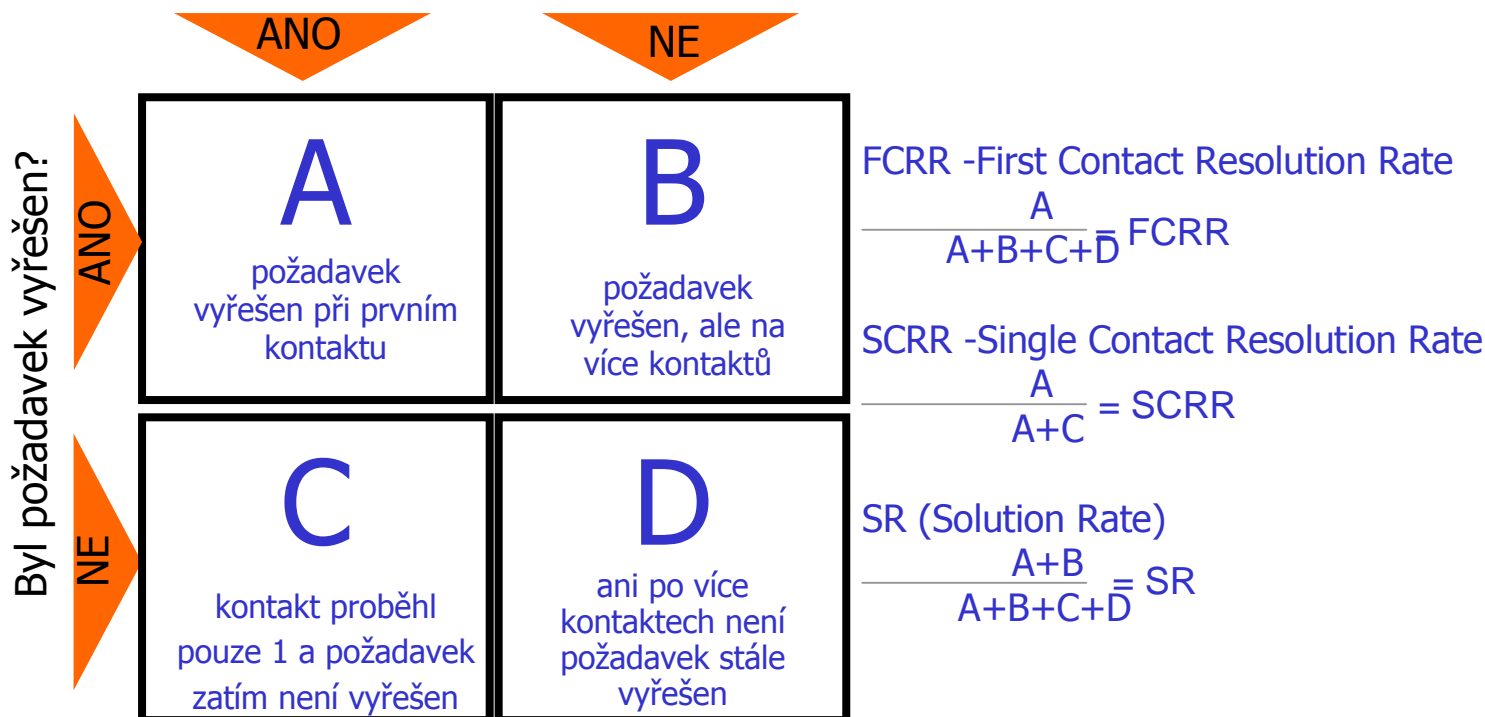 ANO
NE
Byl požadavek vyřešen?
ANO
A
požadavek
vyřešen při prvním
kontaktu
B
požadavek
vyřešen, ale na
více kontaktů
NE
C
kontakt proběhl
pouze 1 a požadavek
zatím není vyřešen
D
ani po více
kontaktech není
požadavek stále
vyřešen
FCRR -First Contact Resolution Rate
A
A+B+C+D = FCRR
SCRR -Single Contact Resolution Rate
A
A+C = SCRR
SR (Solution Rate)
A+B
A+B+C+D = SR